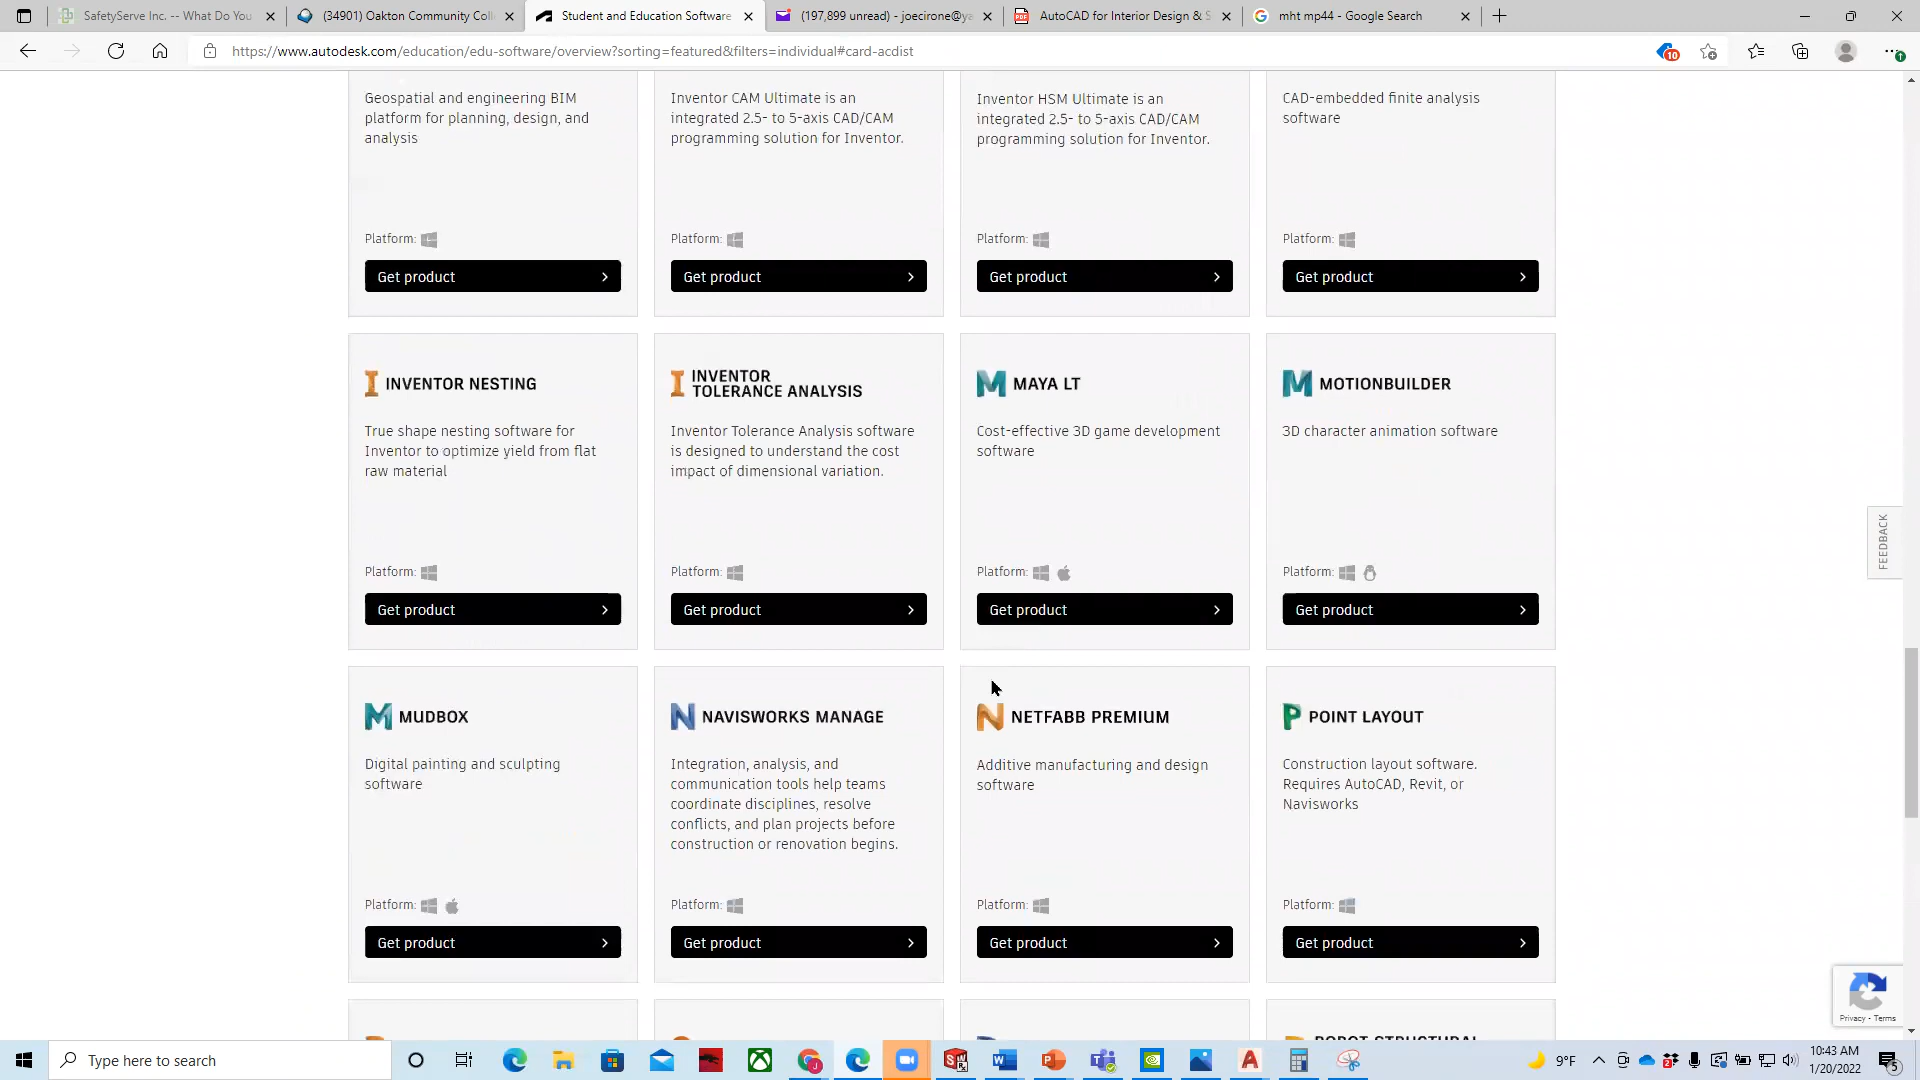 SafetyServe Inc. -- What Do You
(34901) Oakton Community Coll
Student and Education Software
(197,899 unread) - joecirone@ya
AutoCAD for Interior Design & S
mht mp44 - Google Search
https://www.autodesk.com/education/edu-software/overview?sorting=featured&filters=individual#card-acdist
10
Geospatial and engineering BIM
platform for planning, design, and
analysis
Platform:
Get product
Inventor CAM Ultimate is an
integrated 2.5- to 5-axis CAD/CAM
programming solution for Inventor.
Platform:
Get product
Inventor HSM Ultimate is an
integrated 2.5- to 5-axis CAD/CAM
programming solution for Inventor.
Platform:
Get product
CAD-embedded finite analysis
software
Platform:
Get product
INVENTOR NESTING
True shape nesting software for
Inventor to optimize yield from flat
raw material
Platform:
Get product
INVENTOR
TOLERANCE ANALYSIS
Inventor Tolerance Analysis software
is designed to understand the cost
impact of dimensional variation.
Platform:
Get product
MAYA LT
Cost-effective 3D game development
software
Platform:
Get product
MOTIONBUILDER
3D character animation software
Platform:
Get product
MUDBOX
Digital painting and sculpting
software
Platform:
Get product
NAVISWORKS MANAGE
Integration, analysis, and
communication tools help teams
coordinate disciplines, resolve
conflicts, and plan projects before
construction or renovation begins.
Platform:
Get product
NETFABB PREMIUM
Additive manufacturing and design
software
Platform:
Get product
POINT LAYOUT
Construction layout software.
Requires AutoCAD, Revit, or
Navisworks
Platform:
Get product
FEEDBACK
Privacy - Terms
Type here to search
9°F
10:43 AM
1/20/2022
5